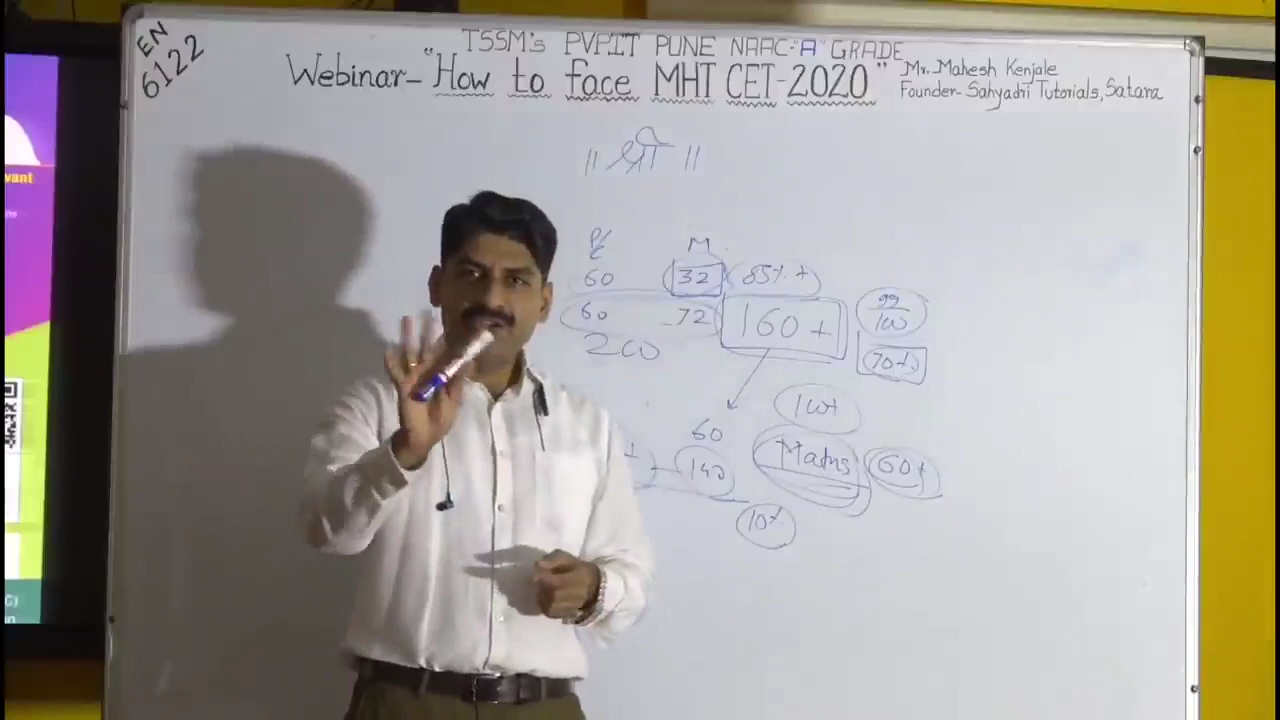 EN
6122
TSSM's PVPIT PUNE NAAC-"A" GRADE
Webinar-"How to face MHT CET-2020"
Mr. Mahesh Kenjale
Founder- Sahyadri Tutorials, Satara
॥ श्री ॥
P/C M
60 32 85% +
60 72 160 +
200
99
100
70%
100+
60
140
Maths 60+
10%
vant